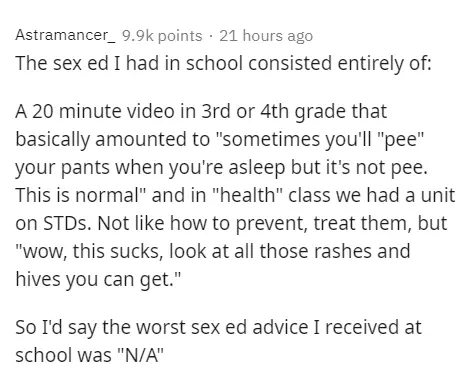 Astramancer_ 9.9k points · 21 hours ago
The sex ed I had in school consisted entirely of:
A 20 minute video in 3rd or 4th grade that
basically amounted to "sometimes you'll "pee"
your pants when you're asleep but it's not pee.
This is normal" and in "health" class we had a unit
on STDs. Not like how to prevent, treat them, but
"wow, this sucks, look at all those rashes and
hives you can get."
So I'd say the worst sex ed advice I received at
school was "N/A"